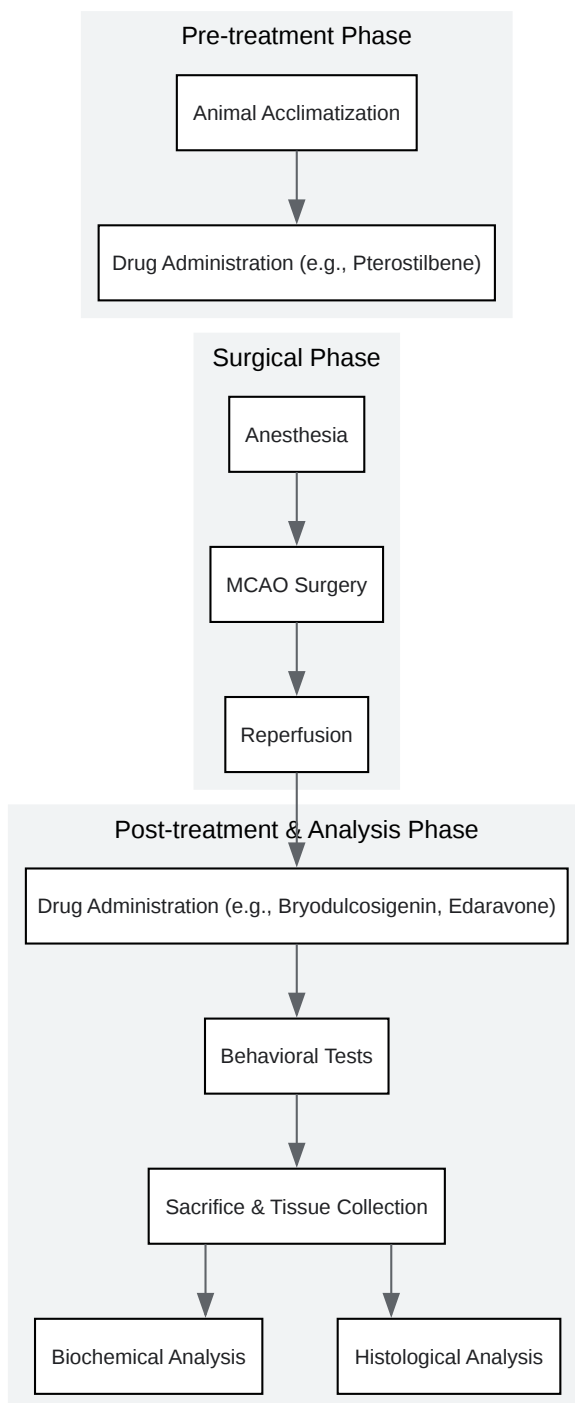 Pre-treatment Phase
Animal Acclimatization
Drug Administration (e.g., Pterostilbene)
Surgical Phase
Anesthesia
MCAO Surgery
Reperfusion
Post-treatment & Analysis Phase
Drug Administration (e.g., Bryodulcosigenin, Edaravone)
Behavioral Tests
Sacrifice & Tissue Collection
Biochemical Analysis
Histological Analysis